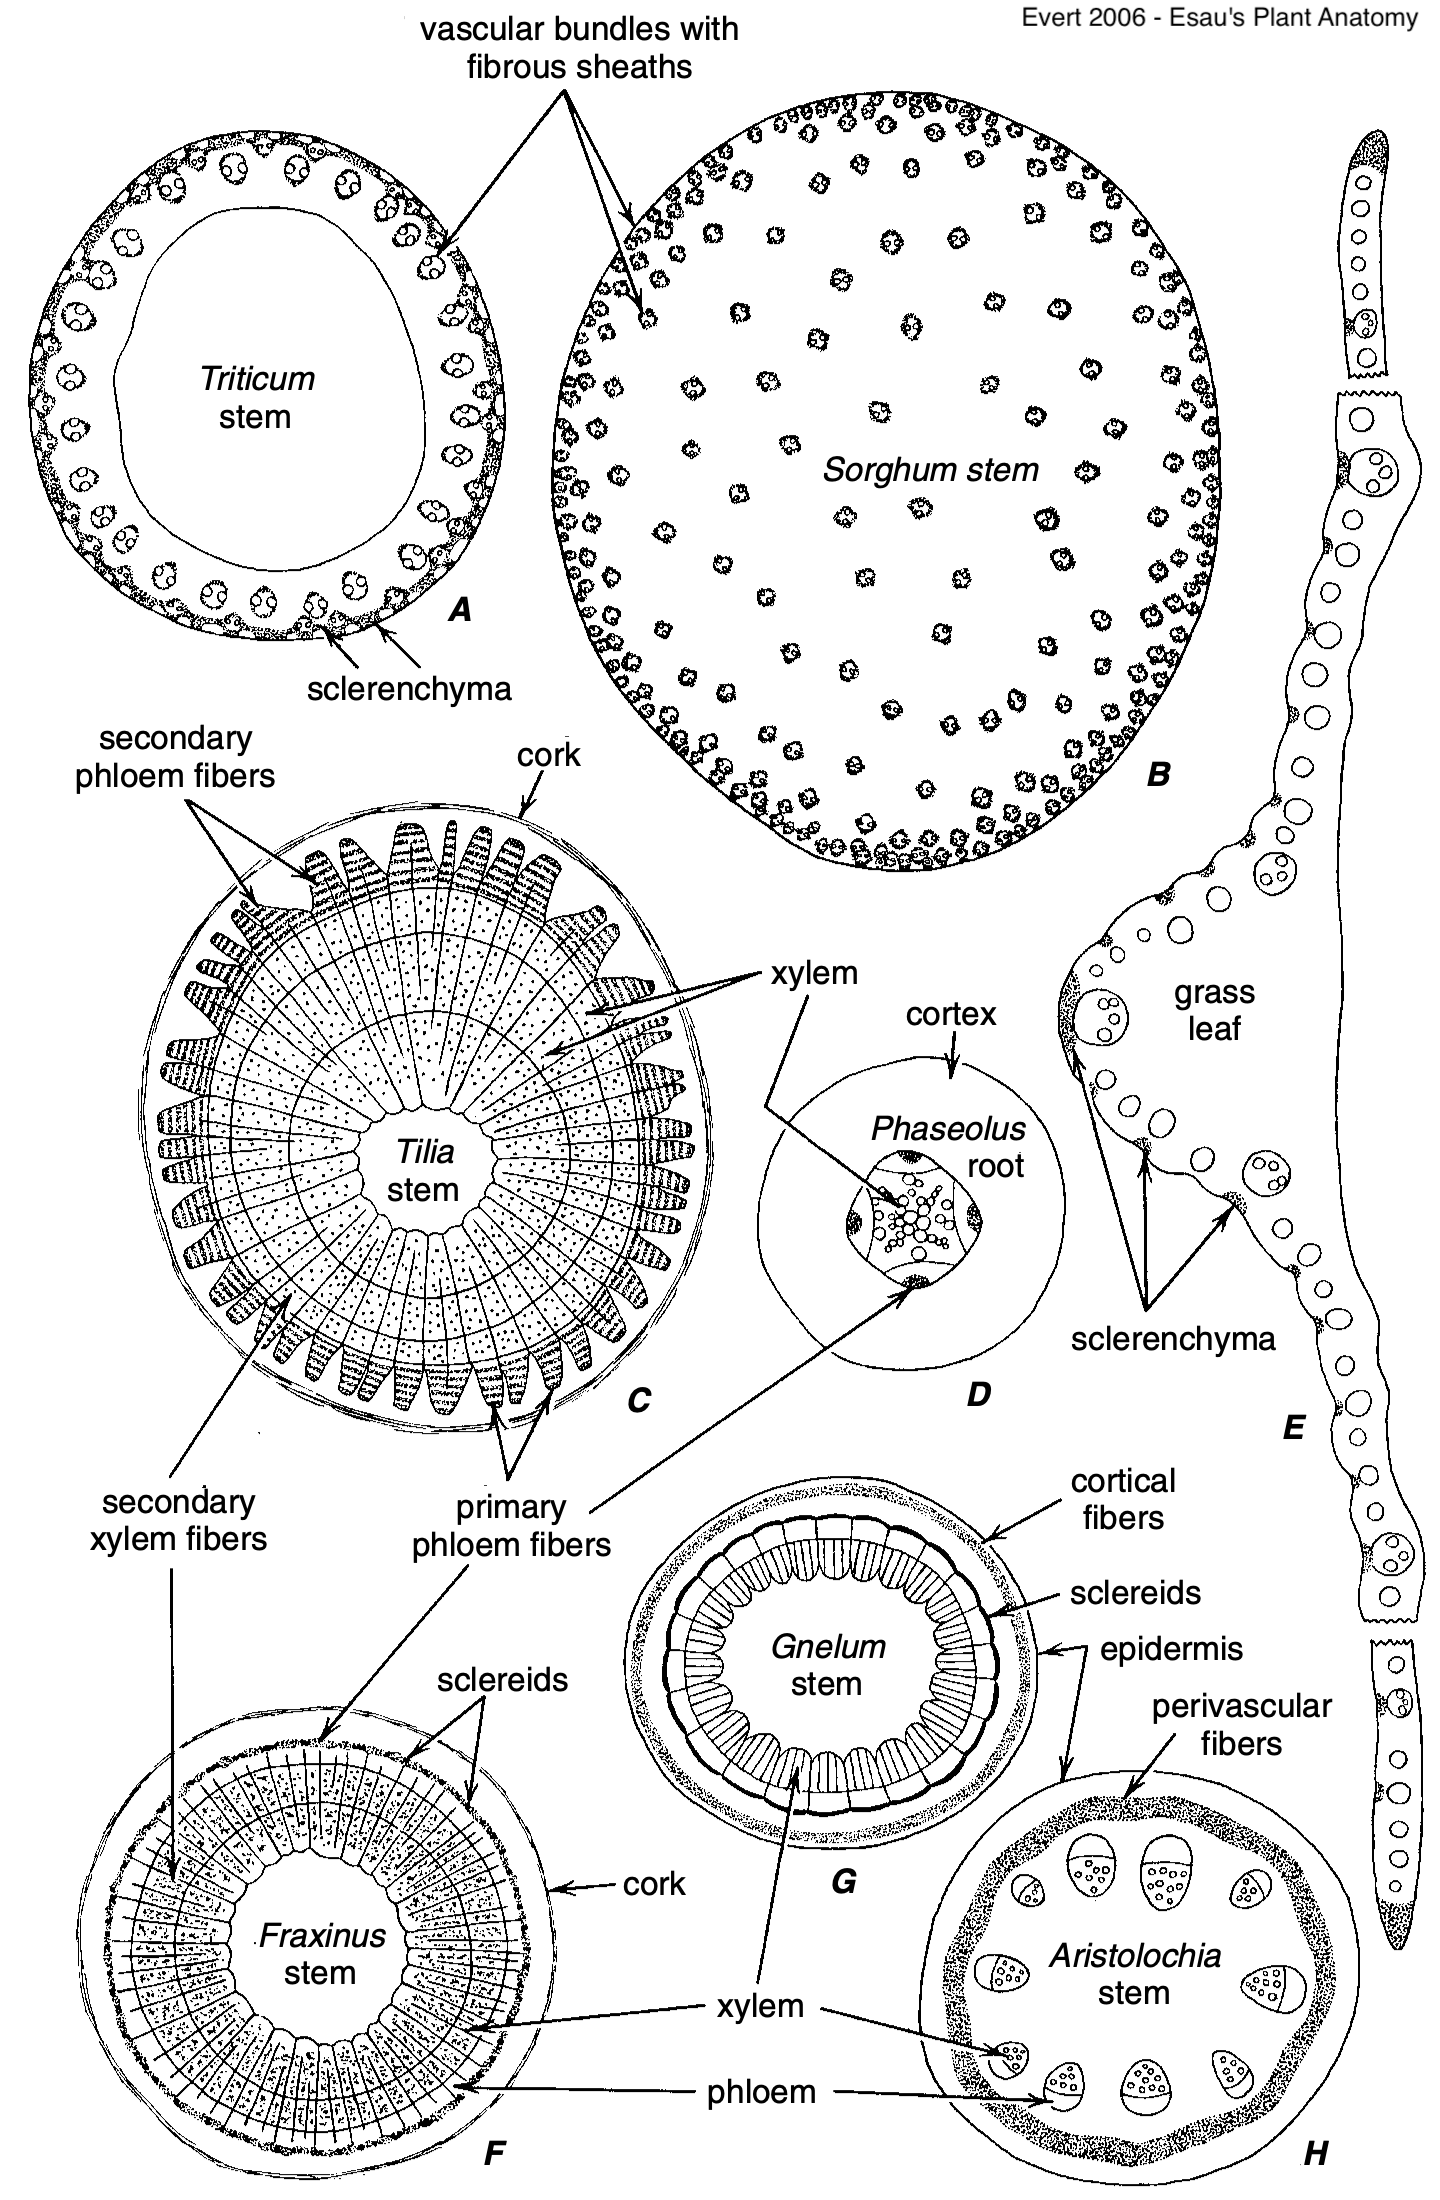 Evert 2006 - Esau's Plant Anatomy
vascular bundles with
fibrous sheaths
Triticum
stem
A
sclerenchyma
Sorghum stem
B
secondary
phloem fibers
cork
Tilia
stem
C
xylem
cortex
Phaseolus
root
D
grass
leaf
sclerenchyma
E
secondary
xylem fibers
primary
phloem fibers
cortical
fibers
sclereids
epidermis
Gnelum
stem
G
sclereids
perivascular
fibers
cork
Fraxinus
stem
F
xylem
phloem
Aristolochia
stem
H